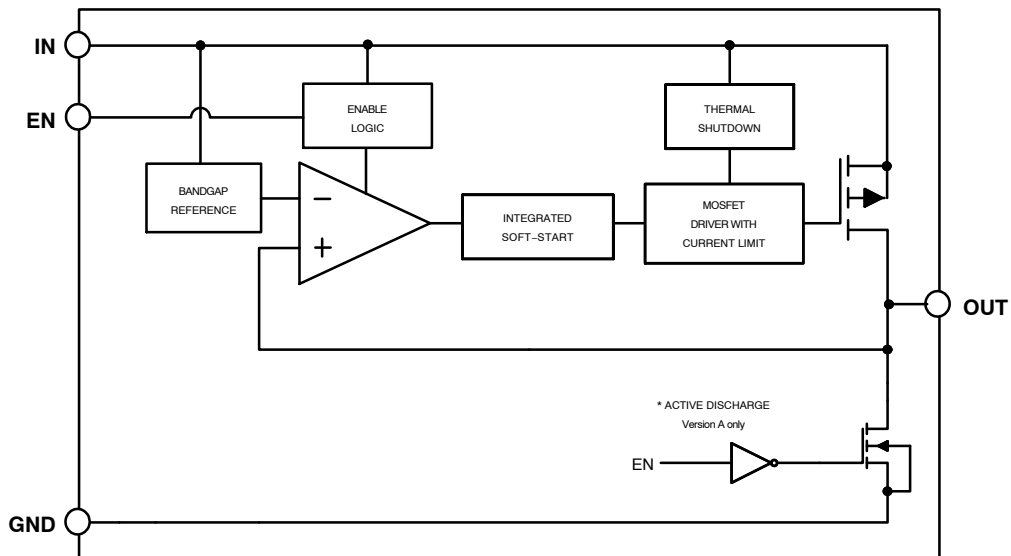 IN
ENABLE
LOGIC
THERMAL
SHUTDOWN
EN
BANDGAP
REFERENCE
−
+
INTEGRATED
SOFT−START
MOSFET
DRIVER WITH
CURRENT LIMIT
OUT
* ACTIVE DISCHARGE
Version A only
EN
GND